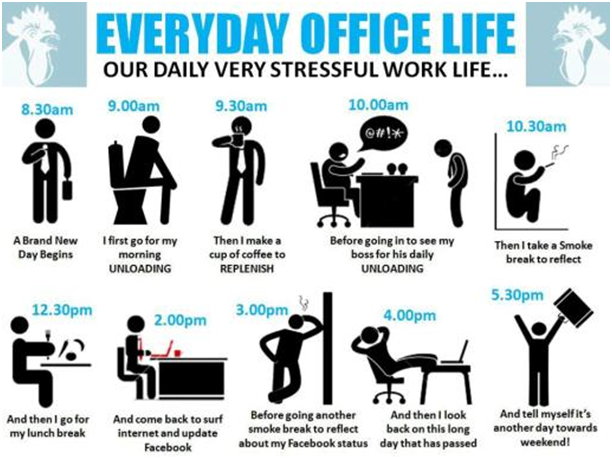 EVERYDAY OFFICE LIFE
OUR DAILY VERY STRESSFUL WORK LIFE...
8.30am
A Brand New
Day Begins
9.00am
I first go for my
morning
UNLOADING
9.30am
Then I make a
cup of coffee to
REPLENISH
10.00am
@#!*
Before going in to see my
boss for his daily
UNLOADING
10.30am
Then I take a Smoke
break to reflect
12.30pm
And then I go for
my lunch break
2.00pm
And come back to surf
internet and update
Facebook
3.00pm
Before going another
smoke break to reflect
about my Facebook status
4.00pm
And then I look
back on this long
day that has passed
5.30pm
And tell myself it's
another day towards
weekend!